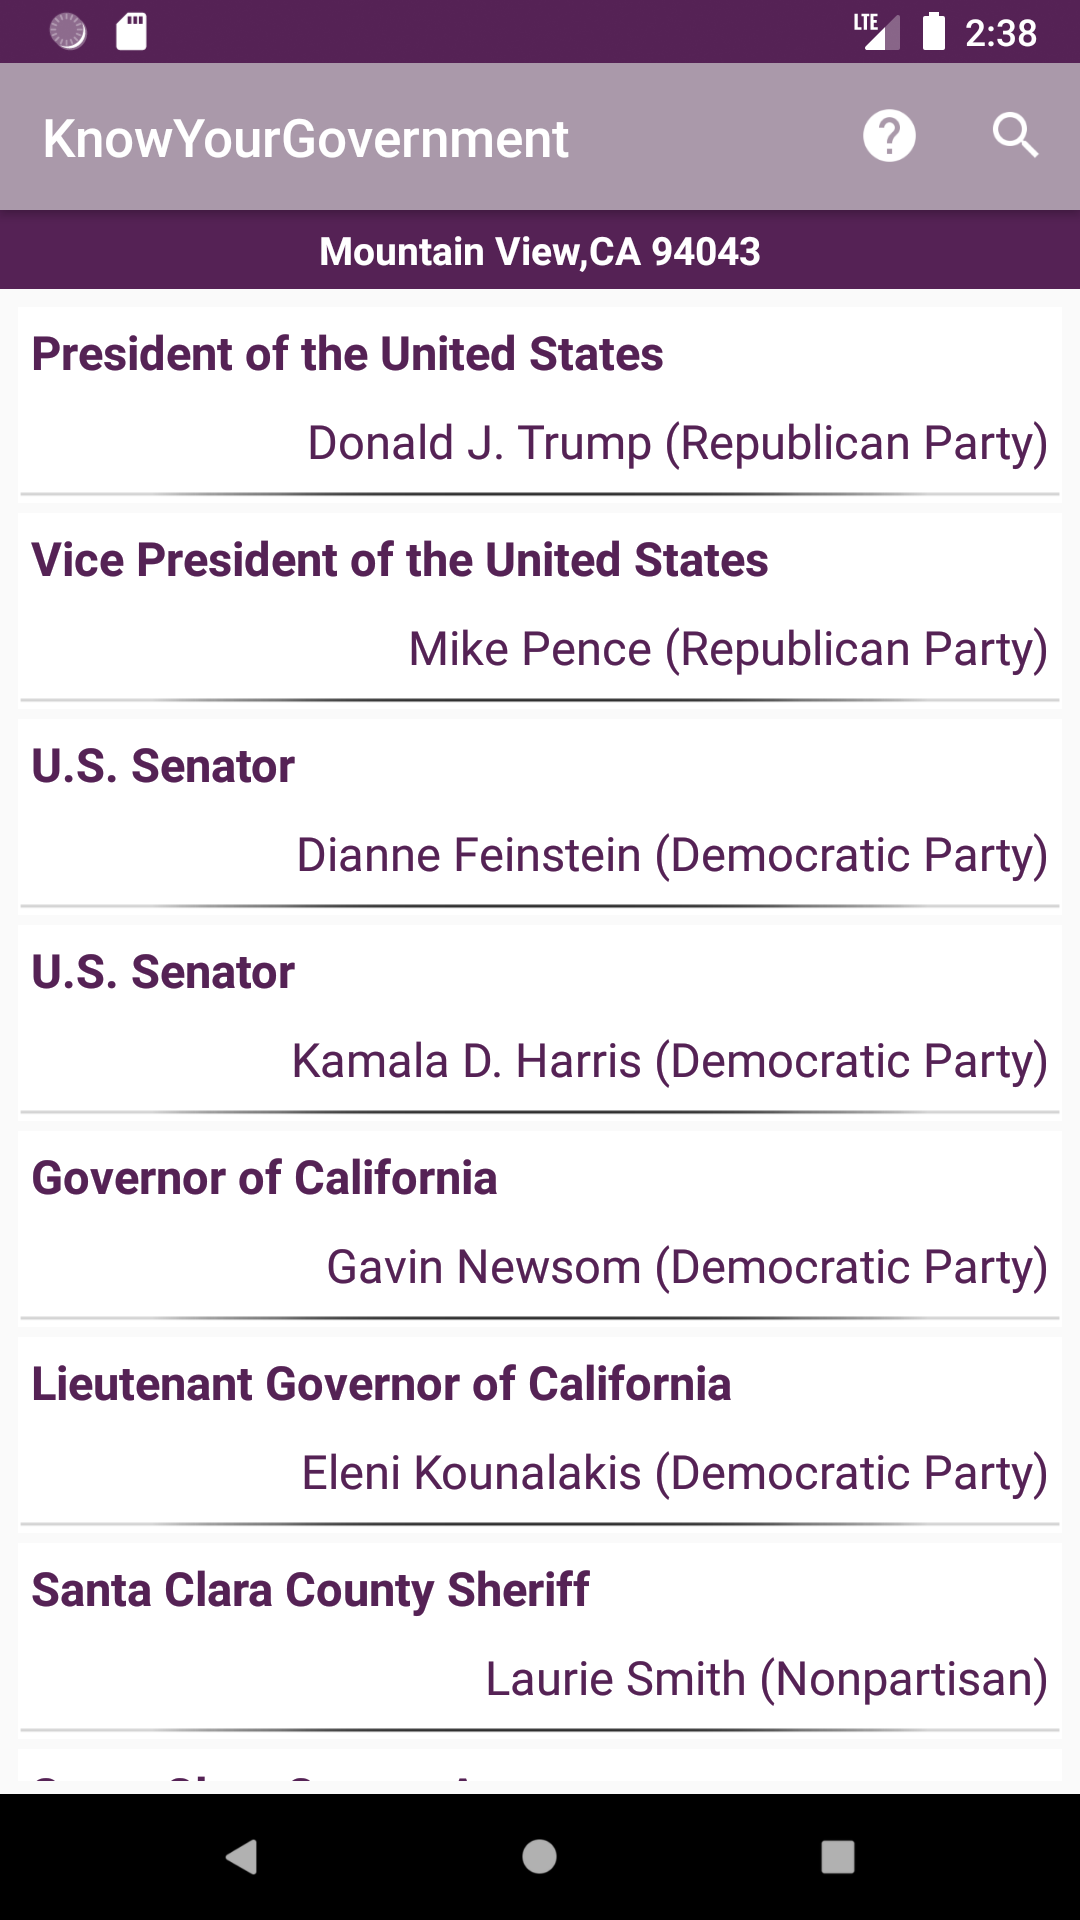 LTE 2:38
KnowYourGovernment
Mountain View,CA 94043
President of the United States
Donald J. Trump (Republican Party)
Vice President of the United States
Mike Pence (Republican Party)
U.S. Senator
Dianne Feinstein (Democratic Party)
U.S. Senator
Kamala D. Harris (Democratic Party)
Governor of California
Gavin Newsom (Democratic Party)
Lieutenant Governor of California
Eleni Kounalakis (Democratic Party)
Santa Clara County Sheriff
Laurie Smith (Nonpartisan)